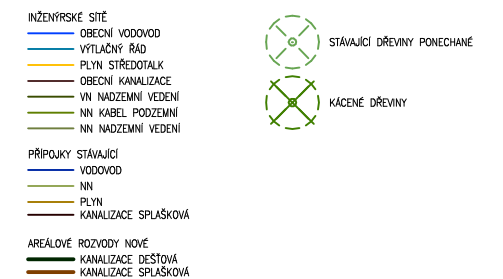 INŽENÝRSKÉ SÍTĚ
OBECNÍ VODOVOD
VÝTLAČNÝ ŘÁD
PLYN STŘEDOTALK
OBECNÍ KANALIZACE
VN NADZEMNÍ VEDENÍ
NN KABEL PODZEMNÍ
NN NADZEMNÍ VEDENÍ
PŘÍPOJKY STÁVAJÍCÍ
VODOVOD
NN
PLYN
KANALIZACE SPLAŠKOVÁ
AREÁLOVÉ ROZVODY NOVÉ
KANALIZACE DEŠŤOVÁ
KANALIZACE SPLAŠKOVÁ
STÁVAJÍCÍ DŘEVINY PONECHANÉ
KÁCENÉ DŘEVINY